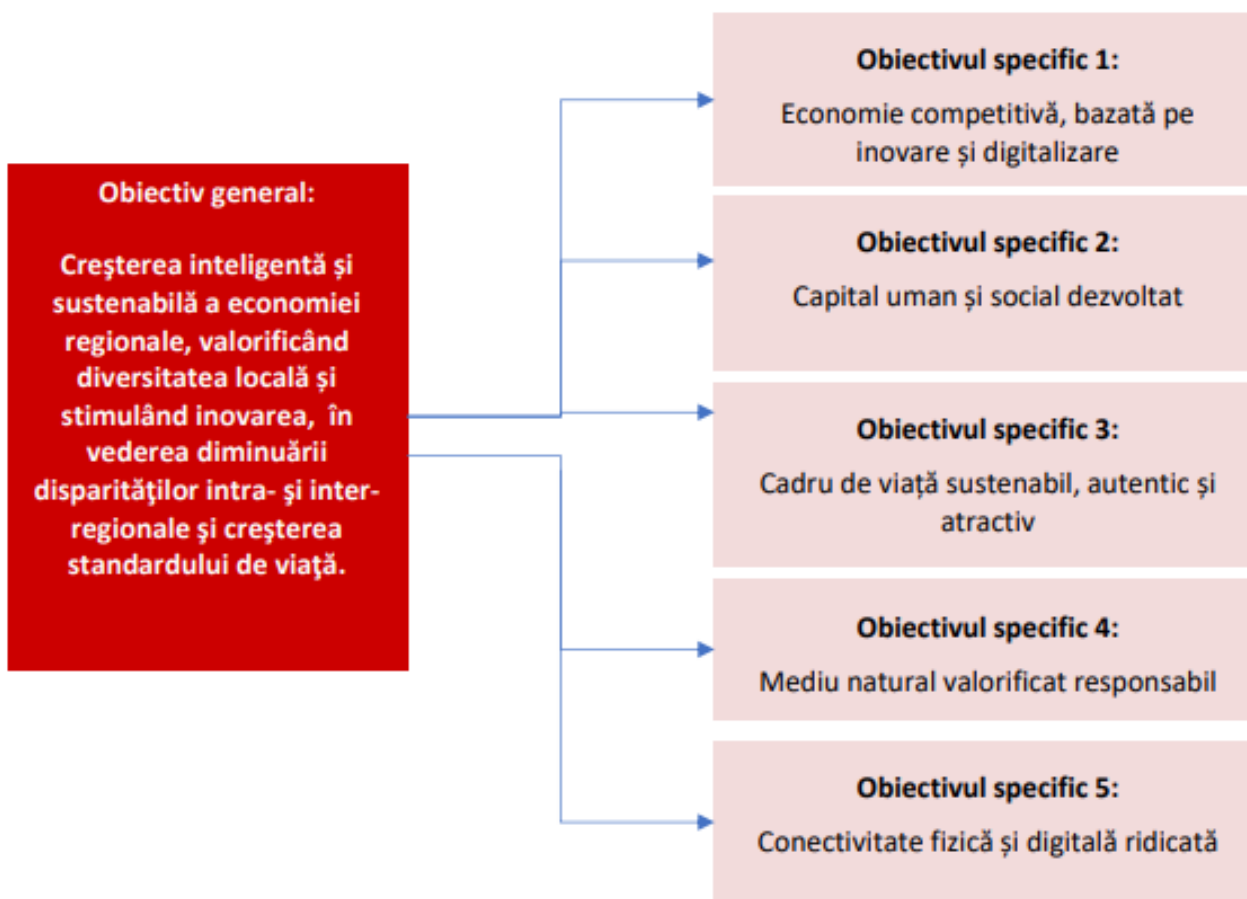 Obiectiv general:
Creşterea inteligentă și
sustenabilă a economiei
regionale, valorificând
diversitatea locală și
stimulând inovarea, în
vederea diminuării
disparităţilor intra- și inter-
regionale şi creşterea
standardului de viaţă.
Obiectivul specific 1:
Economie competitivă, bazată pe
inovare și digitalizare
Obiectivul specific 2:
Capital uman și social dezvoltat
Obiectivul specific 3:
Cadru de viață sustenabil, autentic și
atractiv
Obiectivul specific 4:
Mediu natural valorificat responsabil
Obiectivul specific 5:
Conectivitate fizică și digitală ridicată